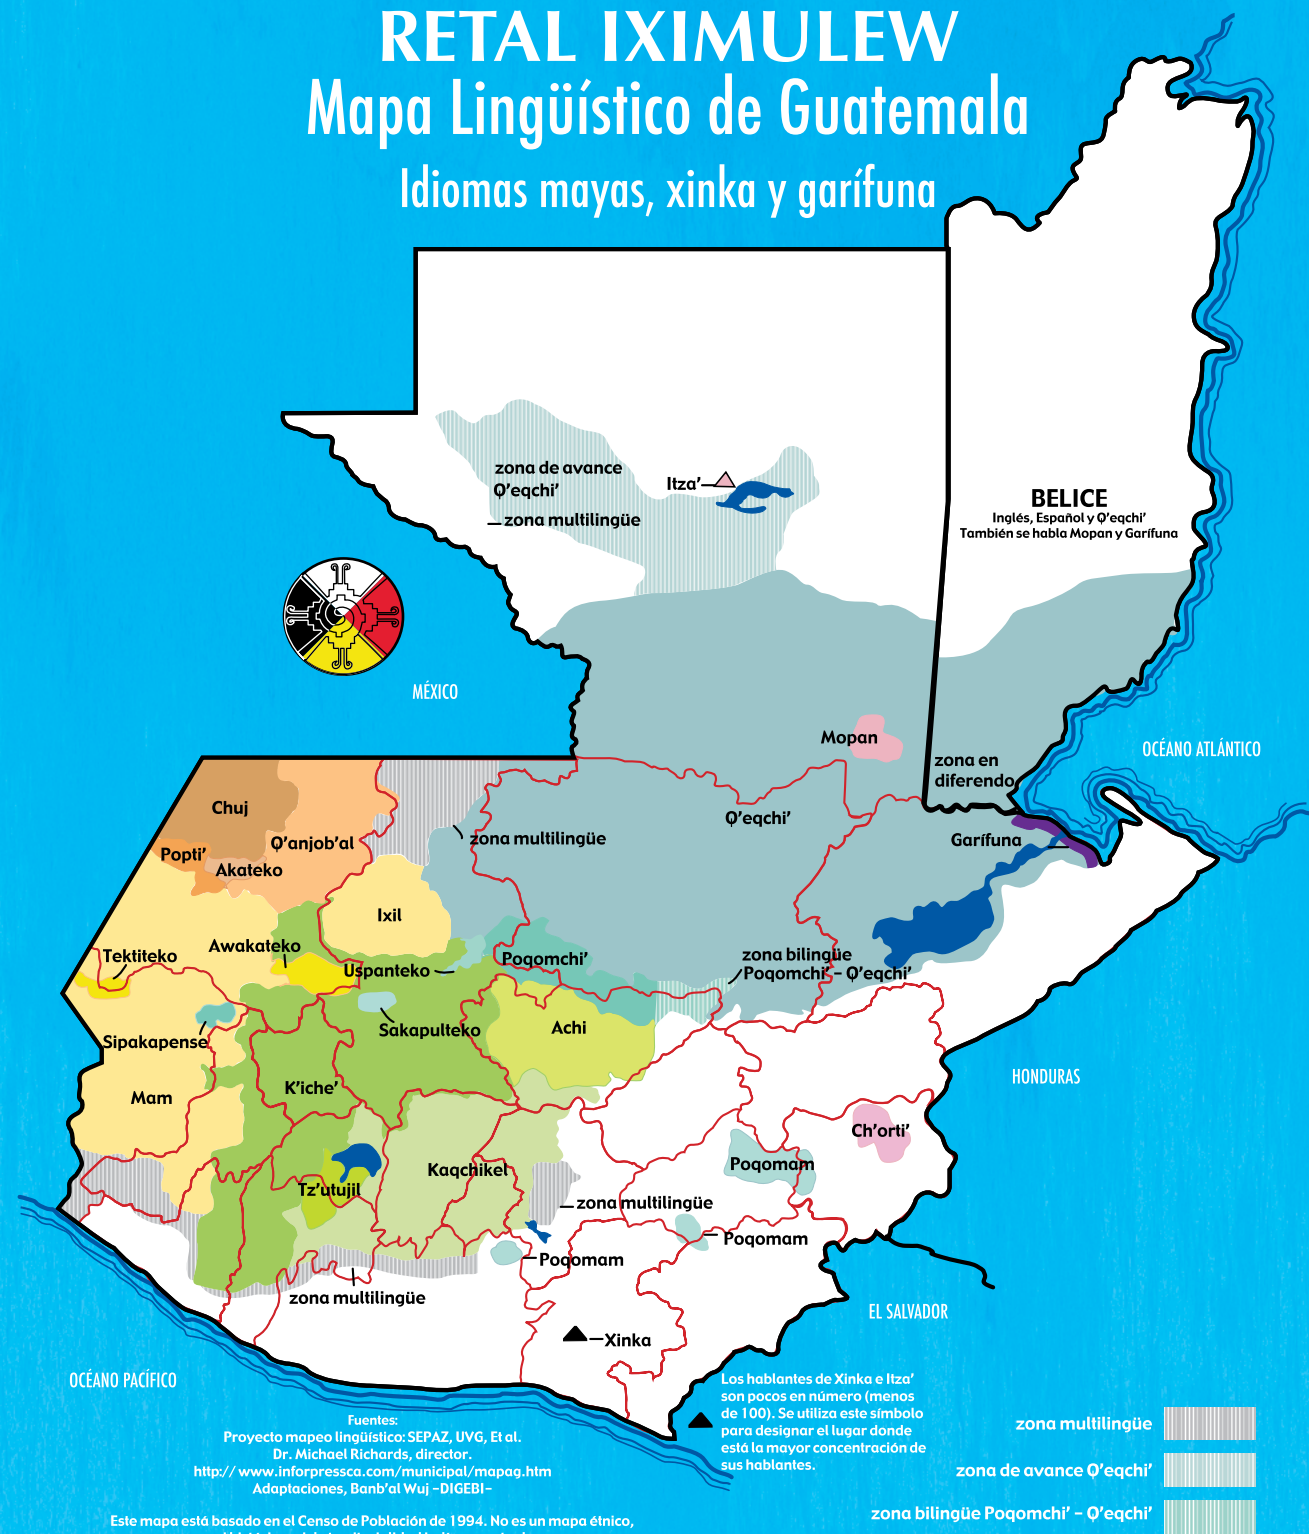 RETAL IXIMULEW
Mapa Lingüístico de Guatemala
Idiomas mayas, xinka y garífuna
zona de avance
Q'eqchi'
zona multilingüe
Itza'
BELICE
Inglés, Español y Q'eqchi'
También se habla Mopan y Garífuna
MÉXICO
Mopan
zona en
diferendo
OCÉANO ATLÁNTICO
Chuj
Q'anjob'al
Popti'
Akateko
zona multilingüe
Q'eqchi'
Garífuna
Ixil
Tektiteko
Awakateko
Uspanteko
Poqomchi'
zona bilingüe
Poqomchi' - Q'eqchi'
Sipakapense
Sakapulteko
Achi
Mam
K'iche'
HONDURAS
Ch'orti'
Kaqchikel
Poqomam
Tz'utujil
zona multilingüe
Poqomam
Poqomam
zona multilingüe
EL SALVADOR
Xinka
OCÉANO PACÍFICO
Los hablantes de Xinka e Itza'
son pocos en número (menos
de 100). Se utiliza este símbolo
para designar el lugar donde
está la mayor concentración de
sus hablantes.
Fuentes:
Proyecto mapeo lingüístico: SEPAZ, UVG, Et al.
Dr. Michael Richards, director.
http:// www.inforpressca.com/municipal/mapag.htm
Adaptaciones, Banb'al Wuj -DIGEBI-
Este mapa está basado en el Censo de Población de 1994. No es un mapa étnico,
zona multilingüe
zona de avance Q'eqchi'
zona bilingüe Poqomchi' - Q'eqchi'